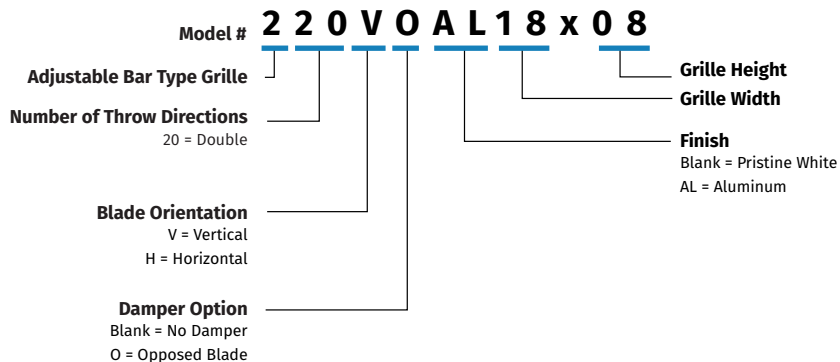 Model # 2 2 0 V O A L 1 8 x 0 8
Adjustable Bar Type Grille
Number of Throw Directions
20 = Double
Blade Orientation
V = Vertical
H = Horizontal
Damper Option
Blank = No Damper
O = Opposed Blade
Grille Height
Grille Width
Finish
Blank = Pristine White
AL = Aluminum